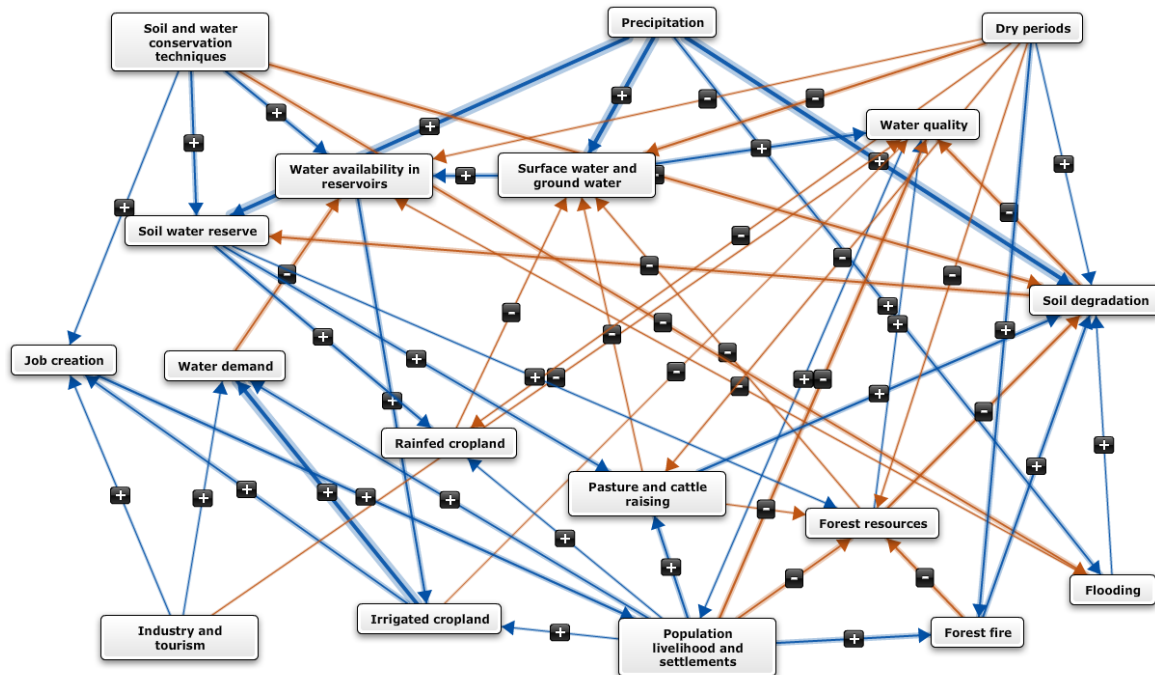 Soil and water
conservation
techniques
Precipitation
Dry periods
Water quality
Water availability in
reservoirs
Surface water and
ground water
Soil water reserve
Soil degradation
Job creation
Water demand
Rainfed cropland
Pasture and cattle
raising
Forest resources
Flooding
Industry and
tourism
Irrigated cropland
Population
livelihood and
settlements
Forest fire